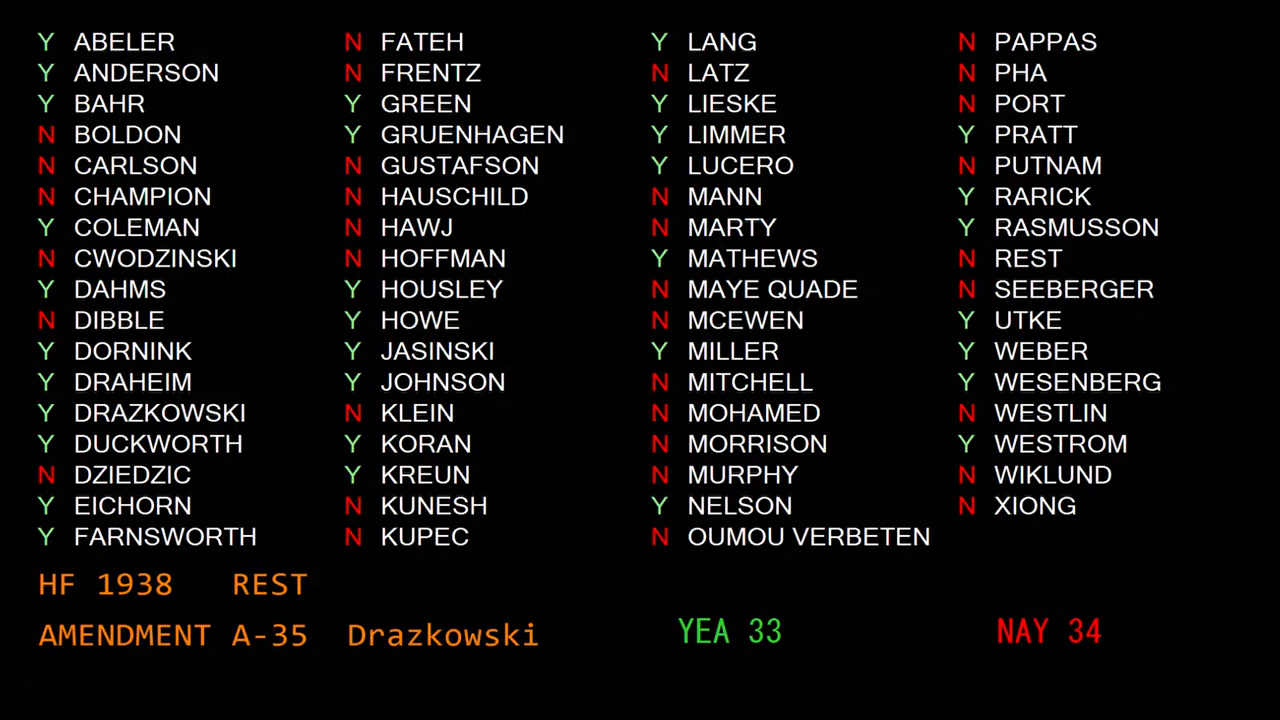 Y ABELER N FATEH Y LANG N PAPPAS
Y ANDERSON N FRENTZ N LATZ N PHA
Y BAHR Y GREEN Y LIESKE N PORT
N BOLDON Y GRUENHAGEN Y LIMMER Y PRATT
N CARLSON N GUSTAFSON Y LUCERO N PUTNAM
N CHAMPION N HAUSCHILD N MANN Y RARICK
Y COLEMAN N HAWJ N MARTY Y RASMUSSON
N CWODZINSKI N HOFFMAN Y MATHEWS N REST
Y DAHMS Y HOUSLEY N MAYE QUADE N SEEBERGER
N DIBBLE Y HOWE N MCEWEN Y UTKE
Y DORNINK Y JASINSKI Y MILLER Y WEBER
Y DRAHEIM Y JOHNSON N MITCHELL Y WESENBERG
Y DRAZKOWSKI N KLEIN N MOHAMED N WESTLIN
Y DUCKWORTH Y KORAN N MORRISON Y WESTROM
N DZIEDZIC Y KREUN N MURPHY N WIKLUND
Y EICHORN N KUNESH Y NELSON N XIONG
Y FARNSWORTH N KUPEC N OUMOU VERBETEN
HF 1938 REST
AMENDMENT A-35 Drazkowski YEA 33 NAY 34